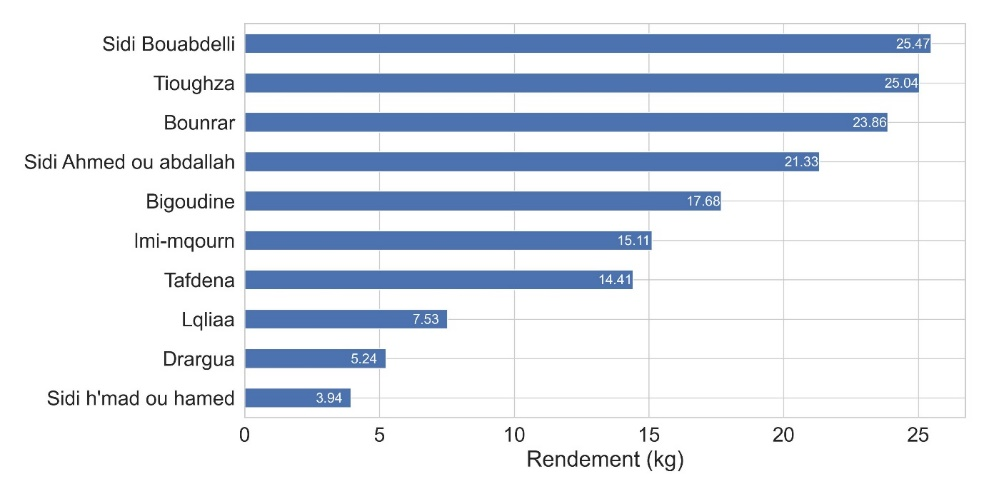 Sidi Bouabdelli 25.47
Tioughza 25.04
Bounrar 23.86
Sidi Ahmed ou abdallah 21.33
Bigoudine 17.68
Imi-mqourn 15.11
Tafdena 14.41
Lqliaa 7.53
Drargua 5.24
Sidi h'mad ou hamed 3.94
0 5 10 15 20 25
Rendement (kg)